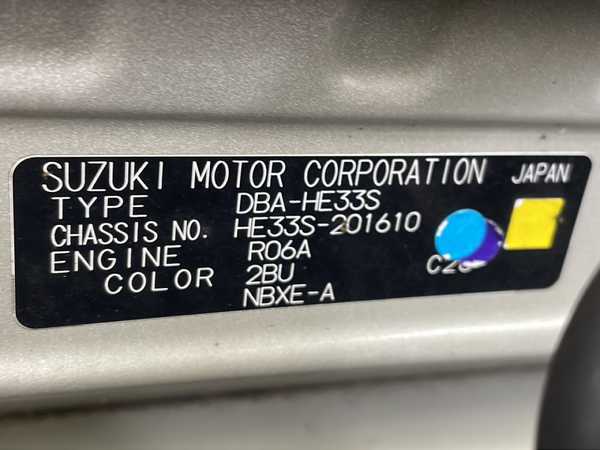 SUZUKI MOTOR CORPORATION JAPAN
TYPE DBA-HE33S
CHASSIS NO. HE33S-201610
ENGINE R06A
COLOR 2BU
NBXE-A